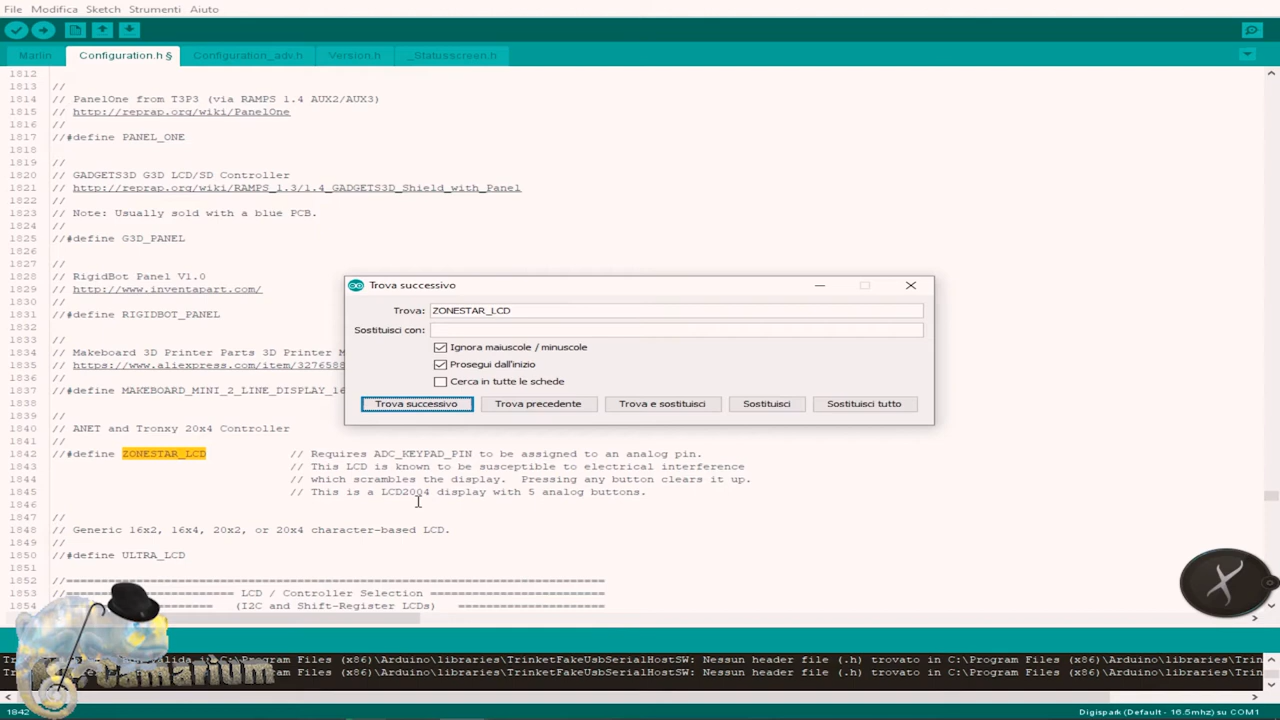 File Modifica Sketch Strumenti Aiuto
Marlin Configuration.h § Configuration_adv.h Version.h _Statusscreen.h
1812
1813 //
1814 // PanelOne from T3P3 (via RAMPS 1.4 AUX2/AUX3)
1815 // http://reprap.org/wiki/PanelOne
1816 //
1817 //#define PANEL_ONE
1818
1819 //
1820 // GADGETS3D G3D LCD/SD Controller
1821 // http://reprap.org/wiki/RAMPS_1.3/1.4_GADGETS3D_Shield_with_Panel
1822 //
1823 // Note: Usually sold with a blue PCB.
1824 //
1825 //#define G3D_PANEL
1826
1827 //
1828 // RigidBot Panel V1.0
1829 // http://www.inventapart.com/
1830 //
1831 //#define RIGIDBOT_PANEL
1832
1833 //
1834 // Makeboard 3D Printer Parts 3D Printer
1835 // https://www.aliexpress.com/item/3276588
1836 //
1837 //#define MAKEBOARD_MINI_2_LINE_DISPLAY_16
1838
1839 //
1840 // ANET and Tronxy 20x4 Controller
1841 //
1842 //#define ZONESTAR_LCD // Requires ADC_KEYPAD_PIN to be assigned to an analog pin.
1843 // This LCD is known to be susceptible to electrical interference
1844 // which scrambles the display. Pressing any button clears it up.
1845 // This is a LCD2004 display with 5 analog buttons.
1846
1847 //
1848 // Generic 16x2, 16x4, 20x2, or 20x4 character-based LCD.
1849 //
1850 //#define ULTRA_LCD
1851
1852 //=============================================================================
1853 //======================== LCD / Controller Selection =========================
1854 ======== (I2C and Shift-Register LCDs) =================
Trova successivo
Trova: ZONESTAR_LCD
Sostituisci con:
Ignora maiuscole / minuscole
Prosegui dall'inizio
Cerca in tutte le schede
Trova successivo Trova precedente Trova e sostituisci Sostituisci Sostituisci tutto
in C:\Program Files (x86)\Arduino\libraries\TrinketFakeUsbSerialHostSW: Nessun header file (.h) trovato in C:\Program Files (x86)\Arduino\libraries\Trin
Files (x86)\Arduino\libraries\TrinketFakeUsbSerialHostSW: Nessun header file (.h) trovato in C:\Program Files (x86)\Arduino\libraries\Trin
1842 Digispark (Default - 16.5mhz) su COM1